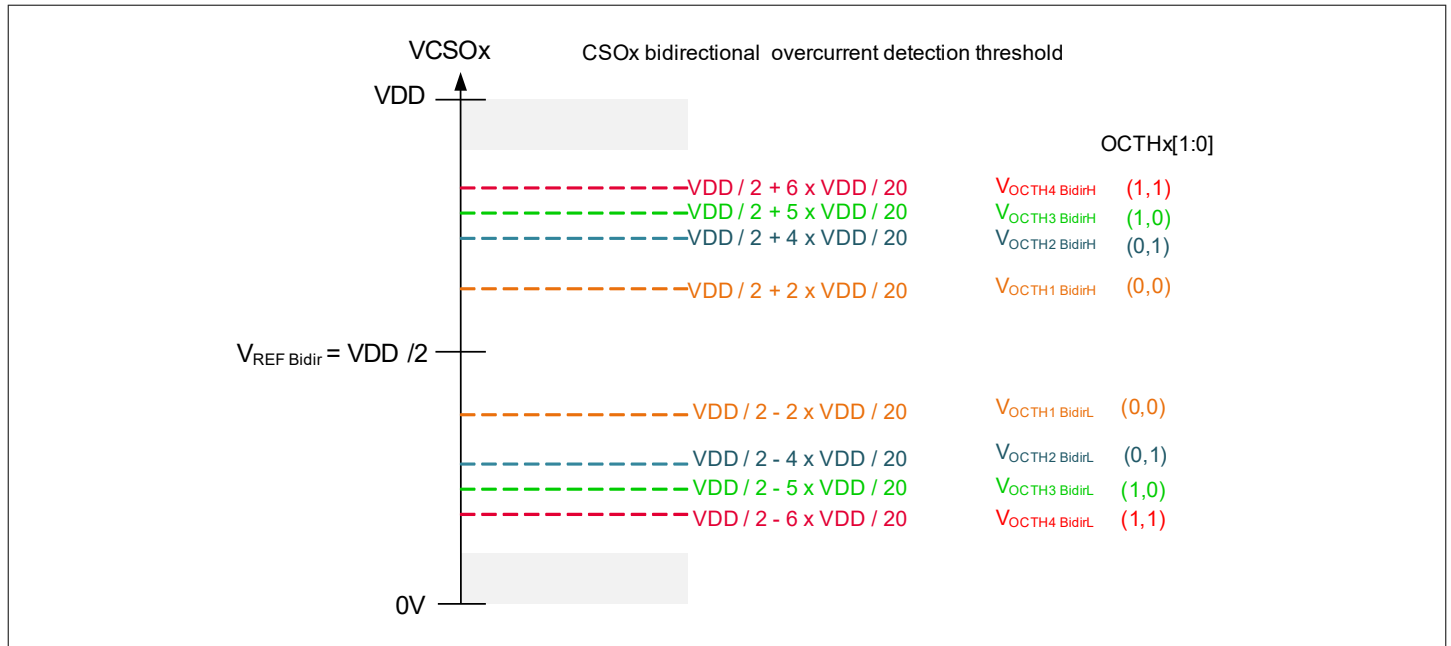 VCSOx CSOx bidirectional overcurrent detection threshold
VDD
OCTHx[1:0]
VDD / 2 + 6 x VDD / 20 VOCTH4 BidirH (1,1)
VDD / 2 + 5 x VDD / 20 VOCTH3 BidirH (1,0)
VDD / 2 + 4 x VDD / 20 VOCTH2 BidirH (0,1)
VDD / 2 + 2 x VDD / 20 VOCTH1 BidirH (0,0)
VREF Bidir = VDD /2
VDD / 2 - 2 x VDD / 20 VOCTH1 BidirL (0,0)
VDD / 2 - 4 x VDD / 20 VOCTH2 BidirL (0,1)
VDD / 2 - 5 x VDD / 20 VOCTH3 BidirL (1,0)
VDD / 2 - 6 x VDD / 20 VOCTH4 BidirL (1,1)
0V